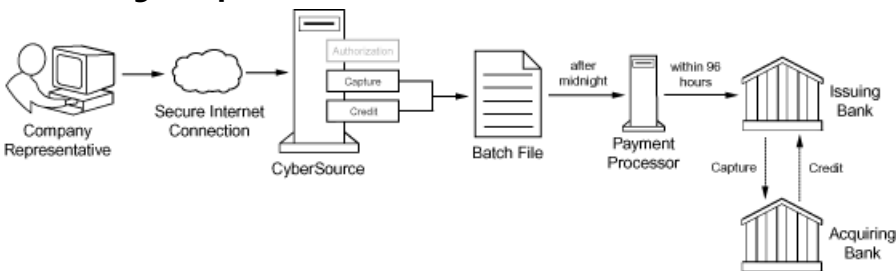 Authorization
Capture
Credit
after
midnight
within 96
hours
Company
Representative
Secure Internet
Connection
CyberSource
Batch File
Payment
Processor
Issuing
Bank
Capture
Credit
Acquiring
Bank